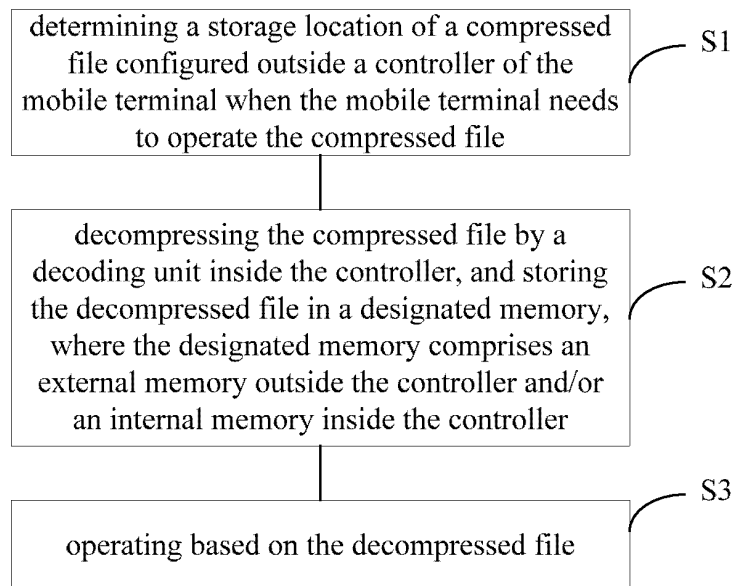 determining a storage location of a compressed
file configured outside a controller of the
mobile terminal when the mobile terminal needs
to operate the compressed file
S1
decompressing the compressed file by a
decoding unit inside the controller, and storing
the decompressed file in a designated memory,
where the designated memory comprises an
external memory outside the controller and/or
an internal memory inside the controller
S2
operating based on the decompressed file
S3